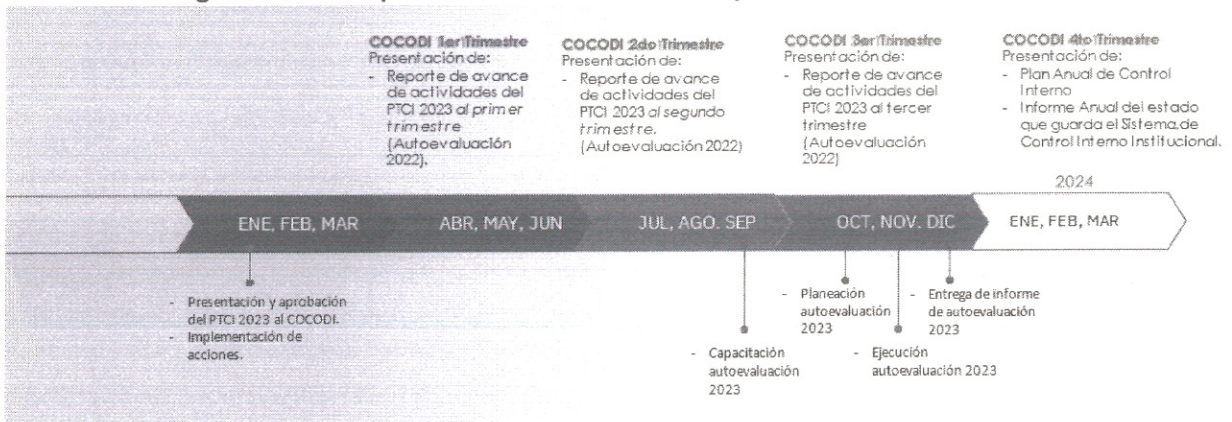 COCODI 1er Trimestre
Presentación de:
- Reporte de avance
de actividades del
PTCI 2023 al primer
trimestre
(Autoevaluación
2022).
COCODI 2do Trimestre
Presentación de:
- Reporte de avance
de actividades del
PTCI 2023 al segundo
trimestre.
(Autoevaluación 2022)
COCODI 3er Trimestre
Presentación de:
- Reporte de avance
de actividades del
PTCI 2023 al tercer
trimestre
(Autoevaluación
2022)
COCODI 4to Trimestre
Presentación de:
- Plan Anual de Control
Interno
- Informe Anual del estado
que guarda el Sistema de
Control Interno Institucional.
2024
ENE, FEB, MAR
ABR, MAY, JUN
JUL, AGO. SEP
OCT, NOV. DIC
ENE, FEB, MAR
- Presentación y aprobación
del PTCI 2023 al COCODI.
- Implementación de
acciones.
- Capacitación
autoevaluación
2023
- Planeación
autoevaluación
2023
- Ejecución
autoevaluación 2023
- Entrega de informe
de autoevaluación
2023